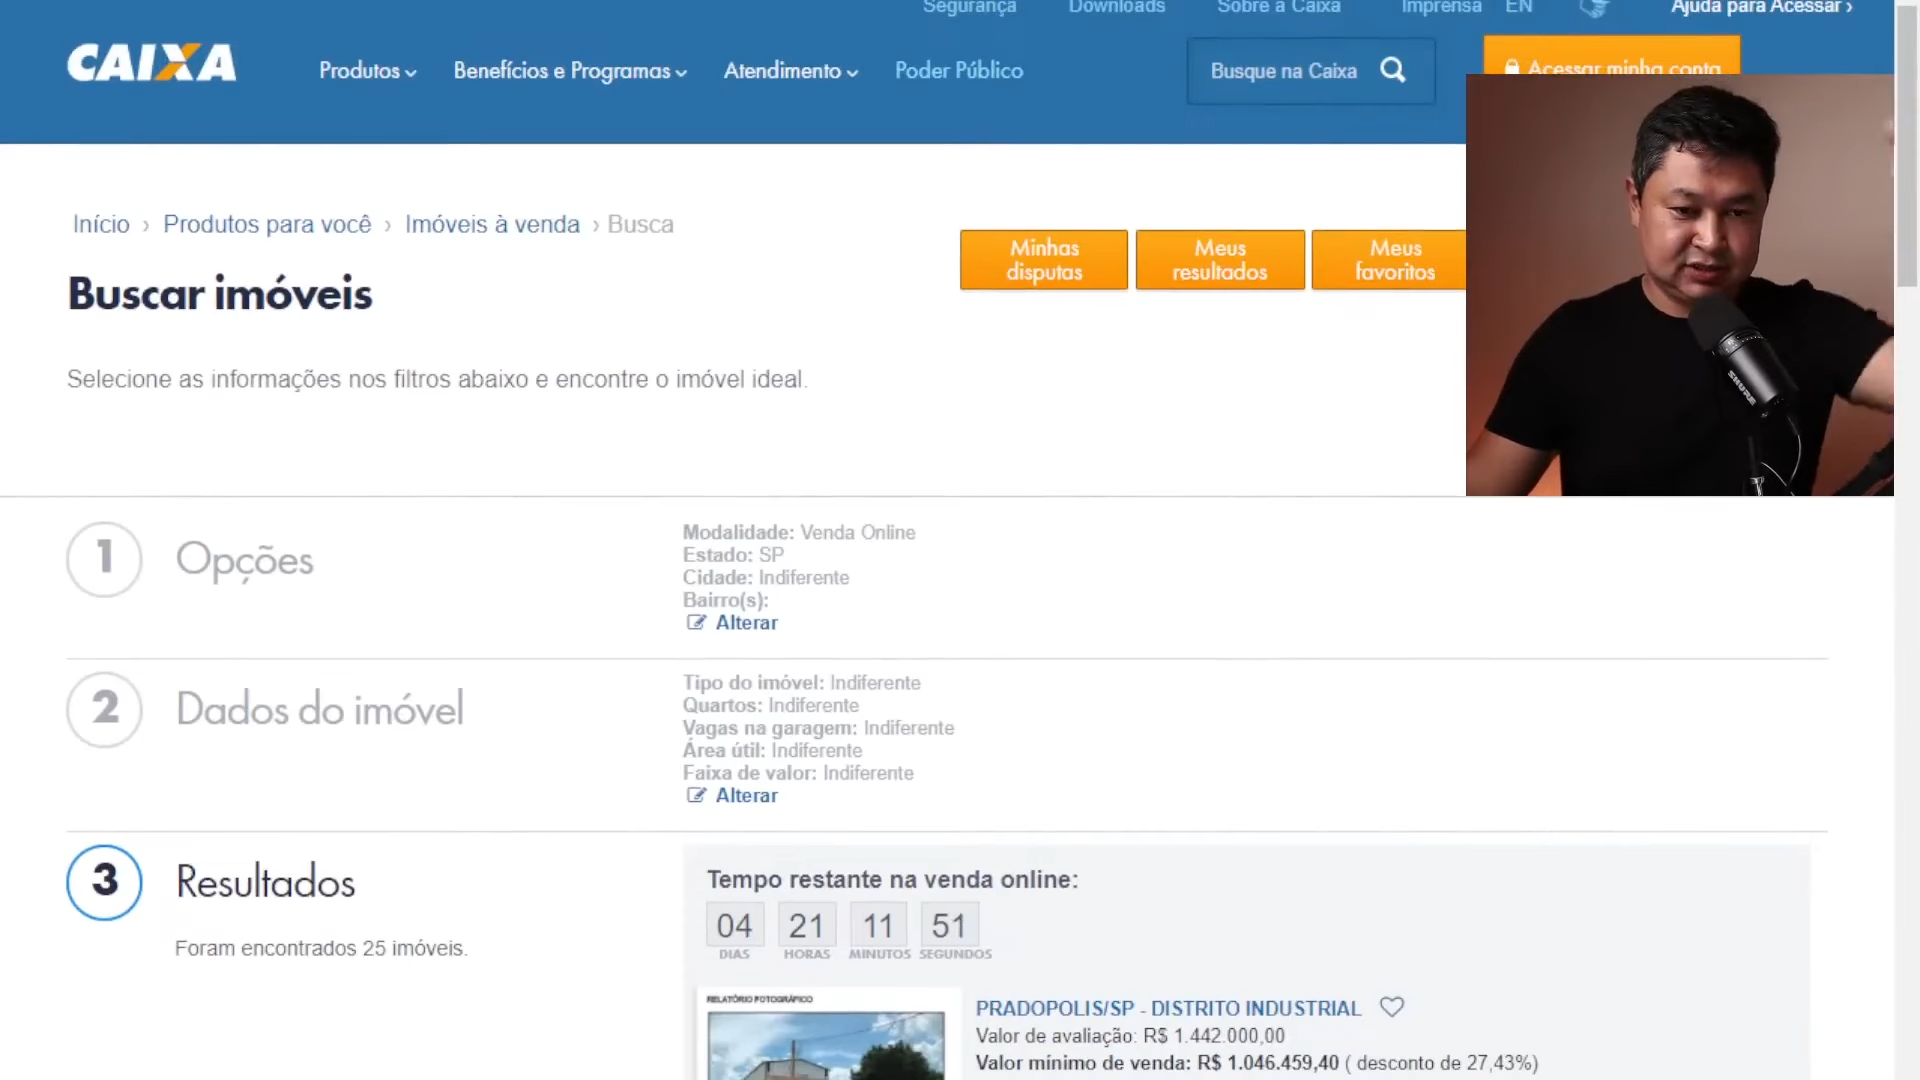 Segurança Downloads Sobre a Caixa Imprensa EN Ajuda para Acessar ›
CAIXA Produtos Benefícios e Programas Atendimento Poder Público Busque na Caixa Acessar minha conta
Início › Produtos para você › Imóveis à venda › Busca
Minhas disputas
Meus resultados
Meus favoritos
Buscar imóveis
Selecione as informações nos filtros abaixo e encontre o imóvel ideal.
SHURE
1 Opções
Modalidade: Venda Online
Estado: SP
Cidade: Indiferente
Bairro(s):
Alterar
2 Dados do imóvel
Tipo do imóvel: Indiferente
Quartos: Indiferente
Vagas na garagem: Indiferente
Área útil: Indiferente
Faixa de valor: Indiferente
Alterar
3 Resultados
Foram encontrados 25 imóveis.
Tempo restante na venda online:
04 21 11 51
DIAS HORAS MINUTOS SEGUNDOS
RELATÓRIO FOTOGRÁFICO
PRADOPOLIS/SP - DISTRITO INDUSTRIAL
Valor de avaliação: R$ 1.442.000,00
Valor mínimo de venda: R$ 1.046.459,40 ( desconto de 27,43%)